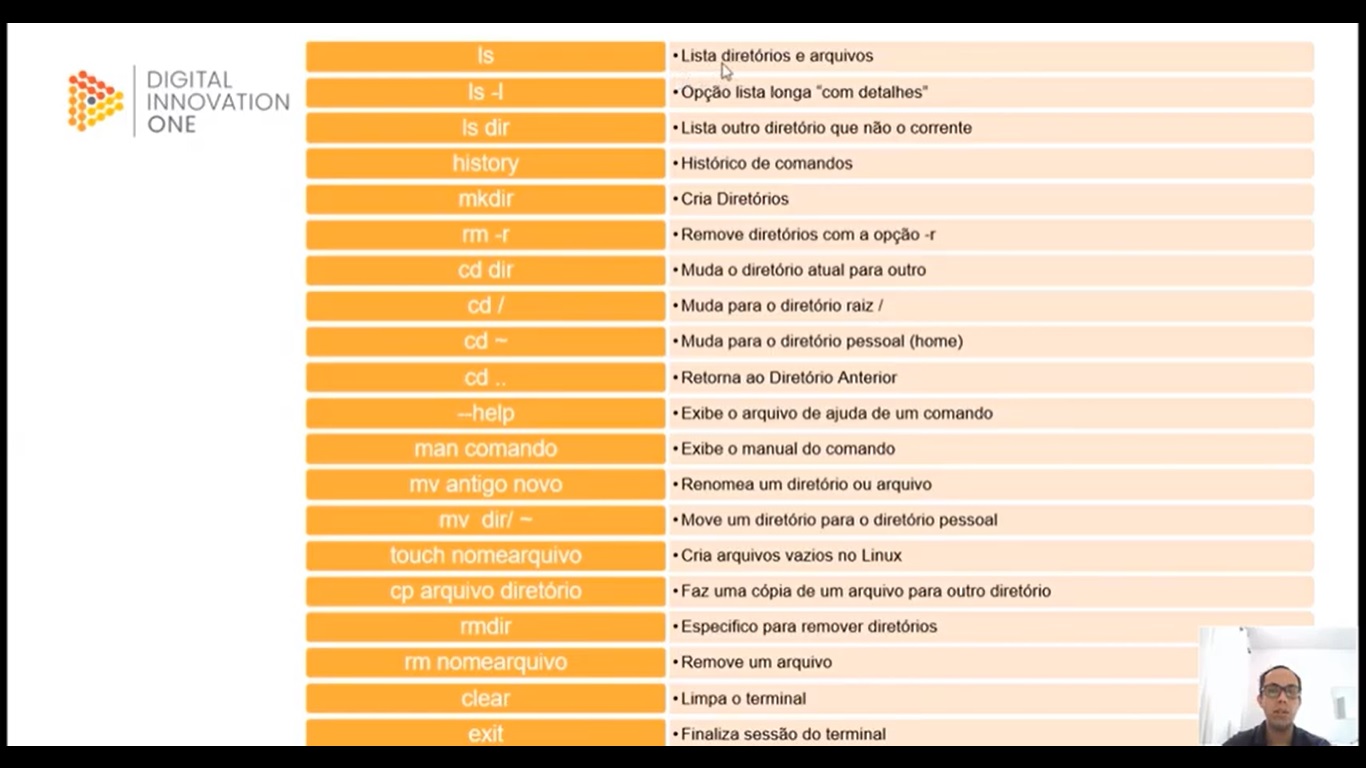 DIGITAL
INNOVATION
ONE
ls
•Lista diretórios e arquivos
ls -l
•Opção lista longa “com detalhes”
ls dir
•Lista outro diretório que não o corrente
history
•Histórico de comandos
mkdir
•Cria Diretórios
rm -r
•Remove diretórios com a opção -r
cd dir
•Muda o diretório atual para outro
cd /
•Muda para o diretório raiz /
cd ~
•Muda para o diretório pessoal (home)
cd ..
•Retorna ao Diretório Anterior
--help
•Exibe o arquivo de ajuda de um comando
man comando
•Exibe o manual do comando
mv antigo novo
•Renomea um diretório ou arquivo
mv dir/ ~
•Move um diretório para o diretório pessoal
touch nomearquivo
•Cria arquivos vazios no Linux
cp arquivo diretório
•Faz uma cópia de um arquivo para outro diretório
rmdir
•Especifico para remover diretórios
rm nomearquivo
•Remove um arquivo
clear
•Limpa o terminal
exit
•Finaliza sessão do terminal